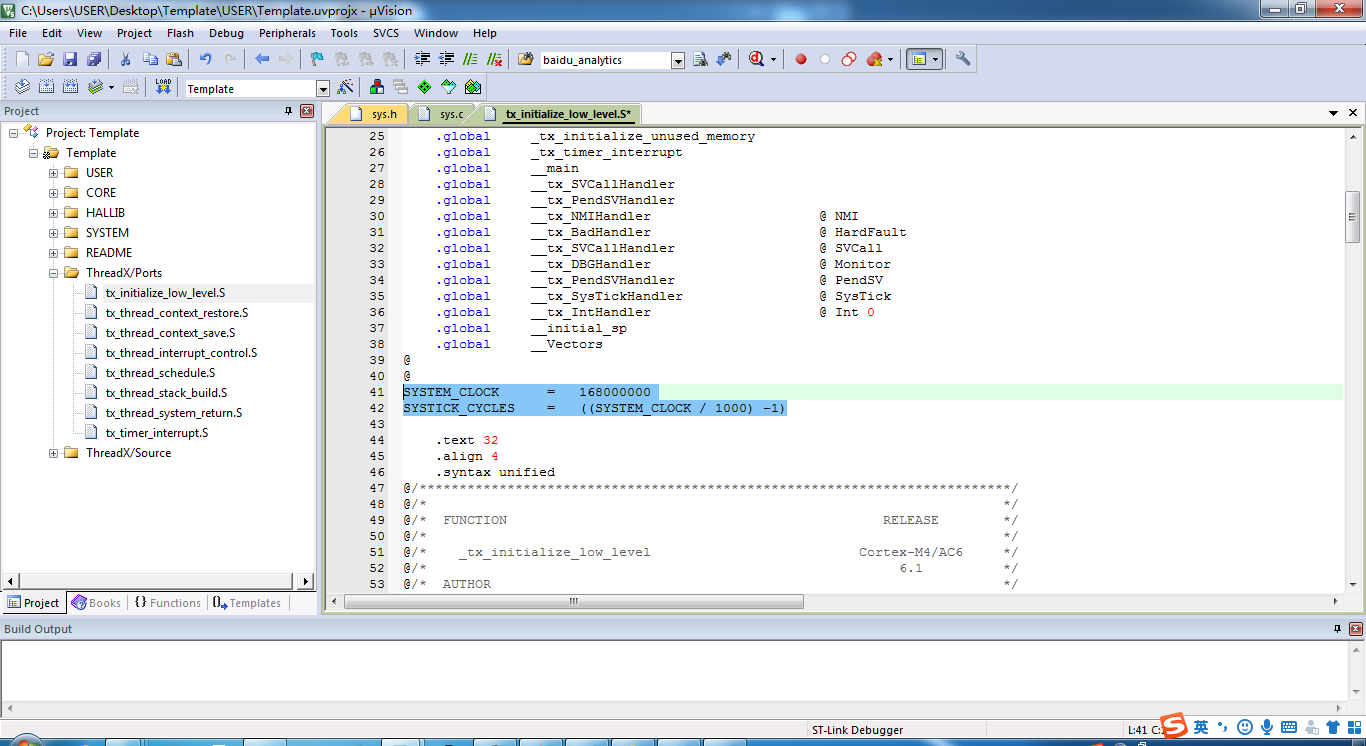 C:\Users\USER\Desktop\Template\USER\Template.uvprojx - µVision
File Edit View Project Flash Debug Peripherals Tools SVCS Window Help
baidu_analytics
LOAD Template
Project
sys.h sys.c tx_initialize_low_level.S*
Project: Template
Template
USER
CORE
HALLIB
SYSTEM
README
ThreadX/Ports
tx_initialize_low_level.S
tx_thread_context_restore.S
tx_thread_context_save.S
tx_thread_interrupt_control.S
tx_thread_schedule.S
tx_thread_stack_build.S
tx_thread_system_return.S
tx_timer_interrupt.S
ThreadX/Source
Project Books {} Functions Templates
25 .global _tx_initialize_unused_memory
26 .global _tx_timer_interrupt
27 .global __main
28 .global __tx_SVCallHandler
29 .global __tx_PendSVHandler
30 .global __tx_NMIHandler @ NMI
31 .global __tx_BadHandler @ HardFault
32 .global __tx_SVCallHandler @ SVCall
33 .global __tx_DBGHandler @ Monitor
34 .global __tx_PendSVHandler @ PendSV
35 .global __tx_SysTickHandler @ SysTick
36 .global __tx_IntHandler @ Int 0
37 .global __initial_sp
38 .global __Vectors
39 @
40 @
41 SYSTEM_CLOCK = 168000000
42 SYSTICK_CYCLES = ((SYSTEM_CLOCK / 1000) -1)
43
44 .text 32
45 .align 4
46 .syntax unified
47 @/**************************************************************************/
48 @/* */
49 @/* FUNCTION RELEASE */
50 @/* */
51 @/* _tx_initialize_low_level Cortex-M4/AC6 */
52 @/* 6.1 */
53 @/* AUTHOR */
Build Output
ST-Link Debugger
L:41 C:
英